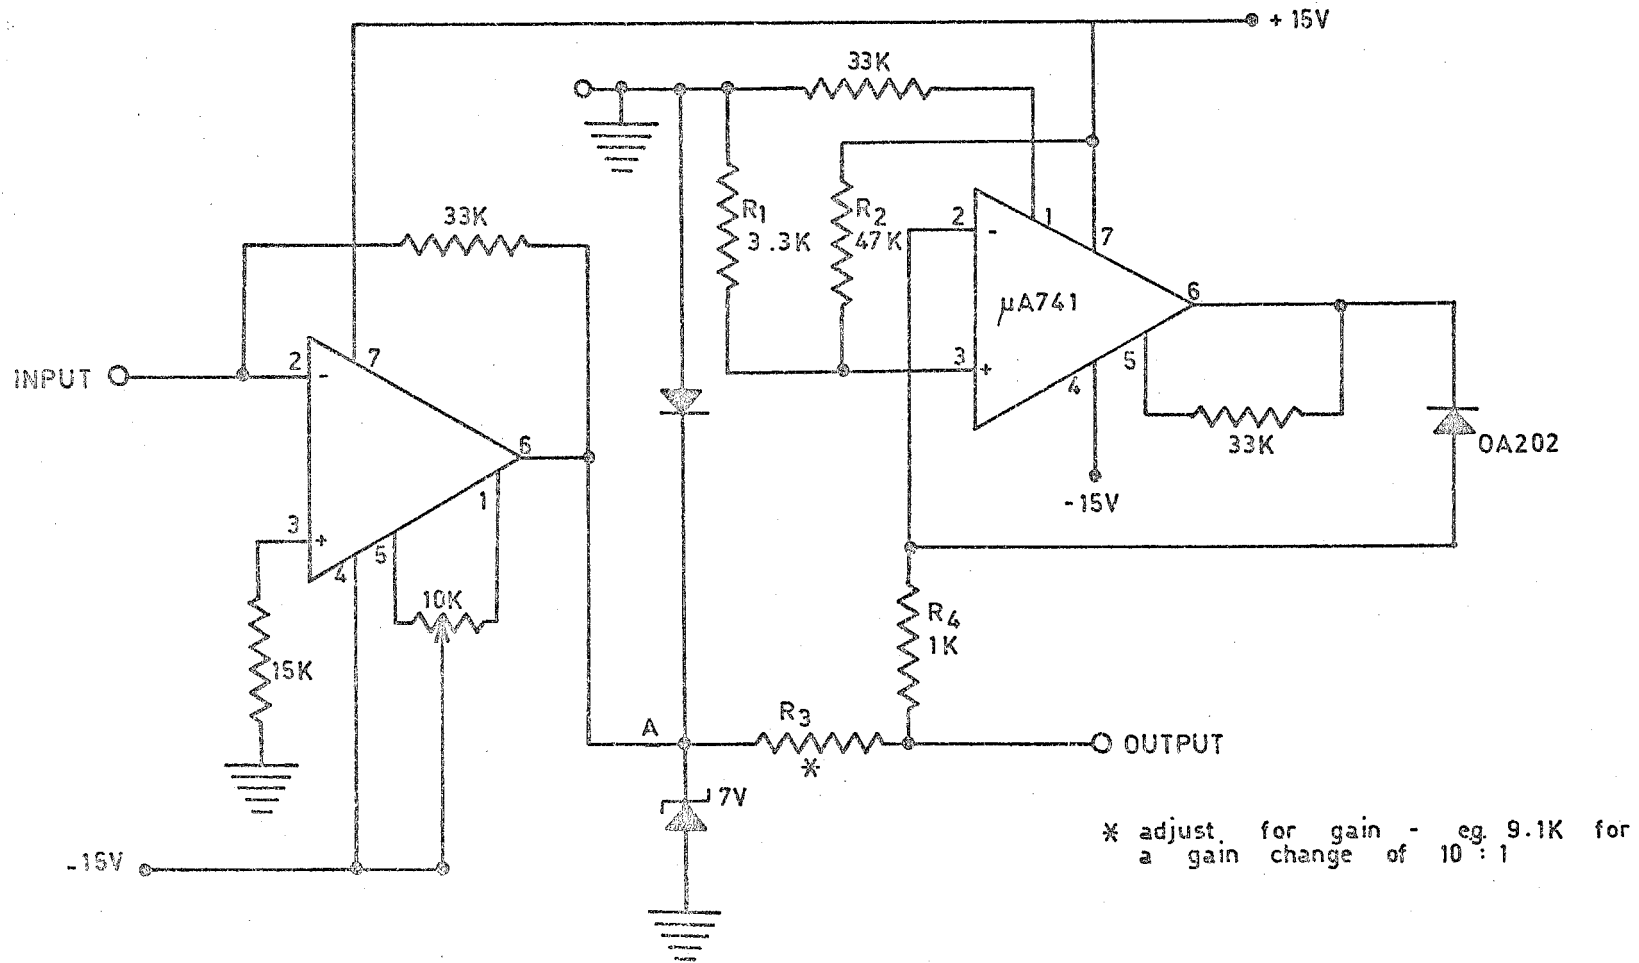 + 15V
33K
R1
3.3K
R2
47K
2
-
1
7
μA741
6
3
+
5
4
33K
OA202
-15V
33K
INPUT
2
-
7
6
1
3
+
4
5
10K
15K
R4
1K
A
R3
*
OUTPUT
7V
-15V
* adjust for gain - eg. 9.1K for
a gain change of 10 : 1